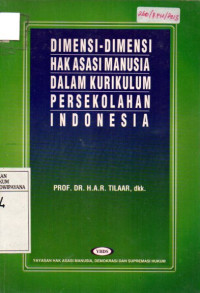 DIMENSI-DIMENSI
HAK ASASI MANUSIA
DALAM KURIKULUM
PERSEKOLAHAN
INDONESIA
PROF. DR. H.A.R. TILAAR, dkk.
YAYASAN HAK ASASI MANUSIA, DEMOKRASI DAN SUPREMASI HUKUM